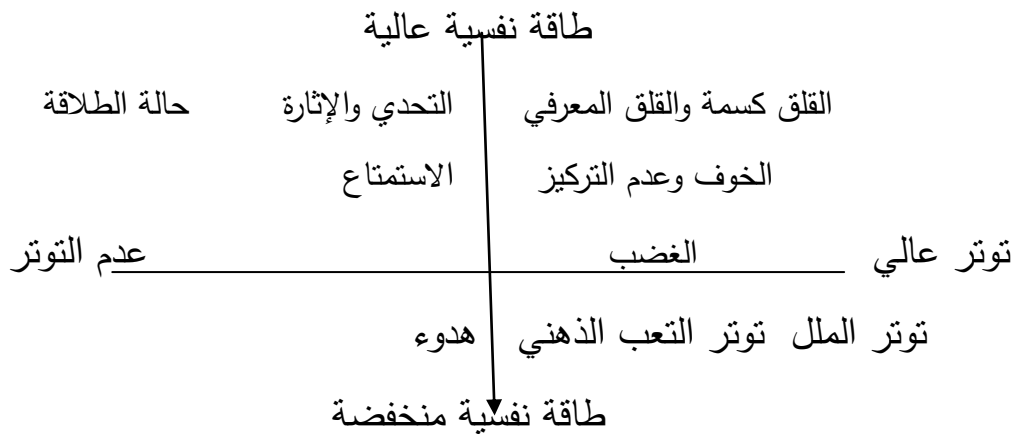 طاقة نفسية عالية
القلق كسمة والقلق المعرفي التحدي والإثارة حالة الطلاقة
الخوف وعدم التركيز الاستمتاع
توتر عالي الغضب عدم التوتر
توتر الملل توتر التعب الذهني هدوء
طاقة نفسية منخفضة